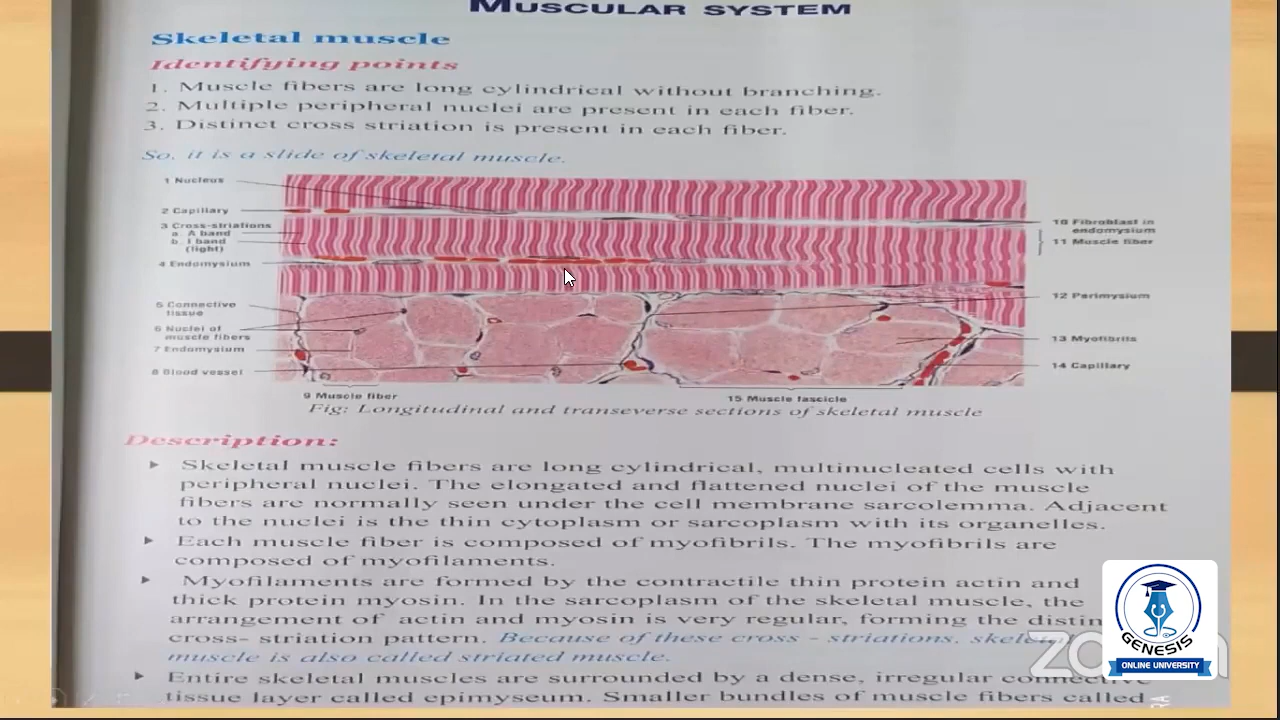 MUSCULAR SYSTEM
Skeletal muscle
Identifying points
1. Muscle fibers are long cylindrical without branching.
2. Multiple peripheral nuclei are present in each fiber.
3. Distinct cross striation is present in each fiber.
So, it is a slide of skeletal muscle.
1 Nucleus
2 Capillary
3 Cross-striations
a. A band
b. I band
(light)
4 Endomysium
5 Connective
tissue
6 Nuclei of
muscle fibers
7 Endomysium
8 Blood vessel
9 Muscle fiber
10 Fibroblast in
endomysium
11 Muscle fiber
12 Perimysium
13 Myofibrils
14 Capillary
15 Muscle fascicle
Fig: Longitudinal and transeverse sections of skeletal muscle
Description:
Skeletal muscle fibers are long cylindrical, multinucleated cells with
peripheral nuclei. The elongated and flattened nuclei of the muscle
fibers are normally seen under the cell membrane sarcolemma. Adjacent
to the nuclei is the thin cytoplasm or sarcoplasm with its organelles.
Each muscle fiber is composed of myofibrils. The myofibrils are
composed of myofilaments.
Myofilaments are formed by the contractile thin protein actin and
thick protein myosin. In the sarcoplasm of the skeletal muscle, the
arrangement of actin and myosin is very regular, forming the distin
cross- striation pattern. Because of these cross - striations, skele
muscle is also called striated muscle.
Entire skeletal are surrounded by a dense, irregular
tissue layer called epimyseum. Smaller bundles of muscle fibers called
zoom
GENESIS
ONLINE UNIVERSITY